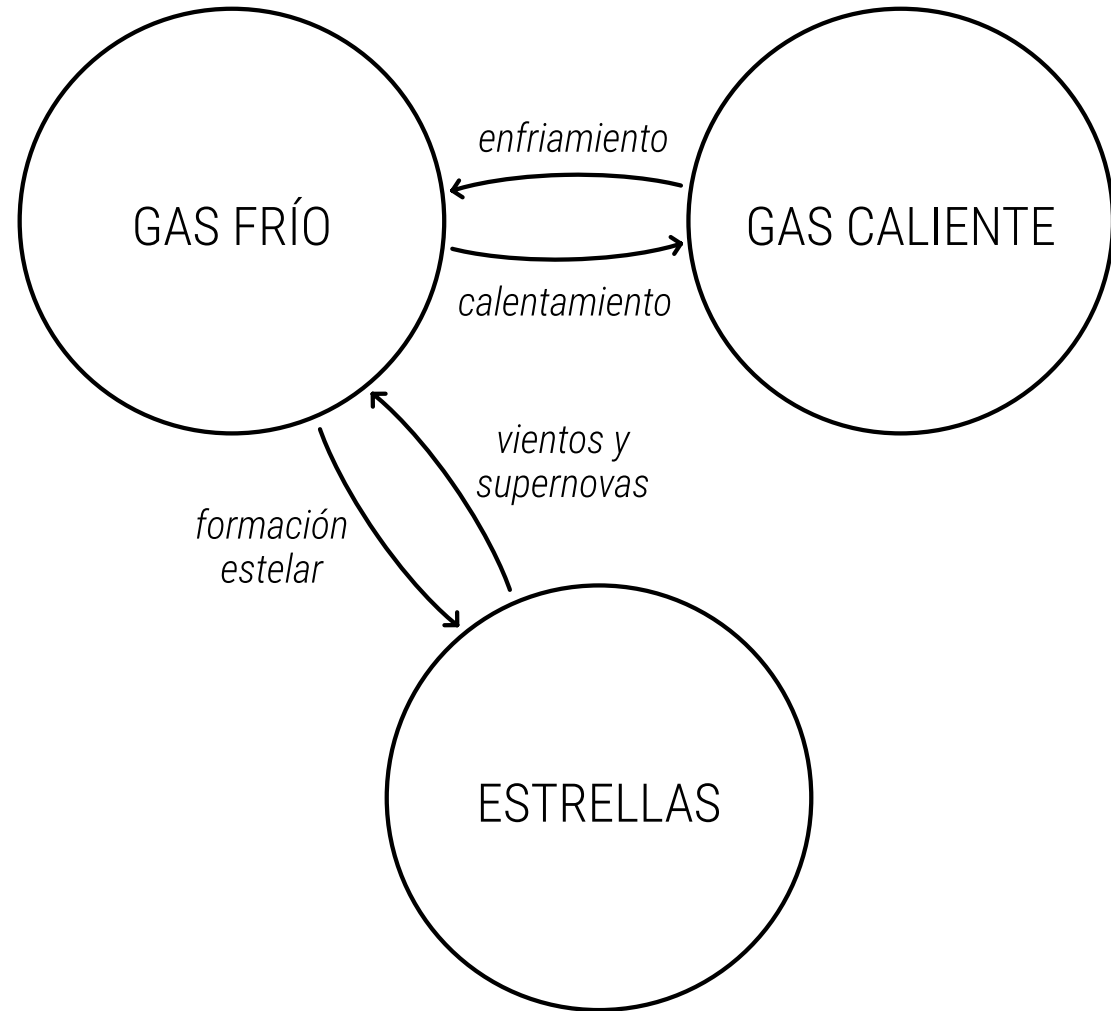 enfriamiento
GAS FRÍO
GAS CALIENTE
calentamiento
vientos y
supernovas
formación
estelar
ESTRELLAS